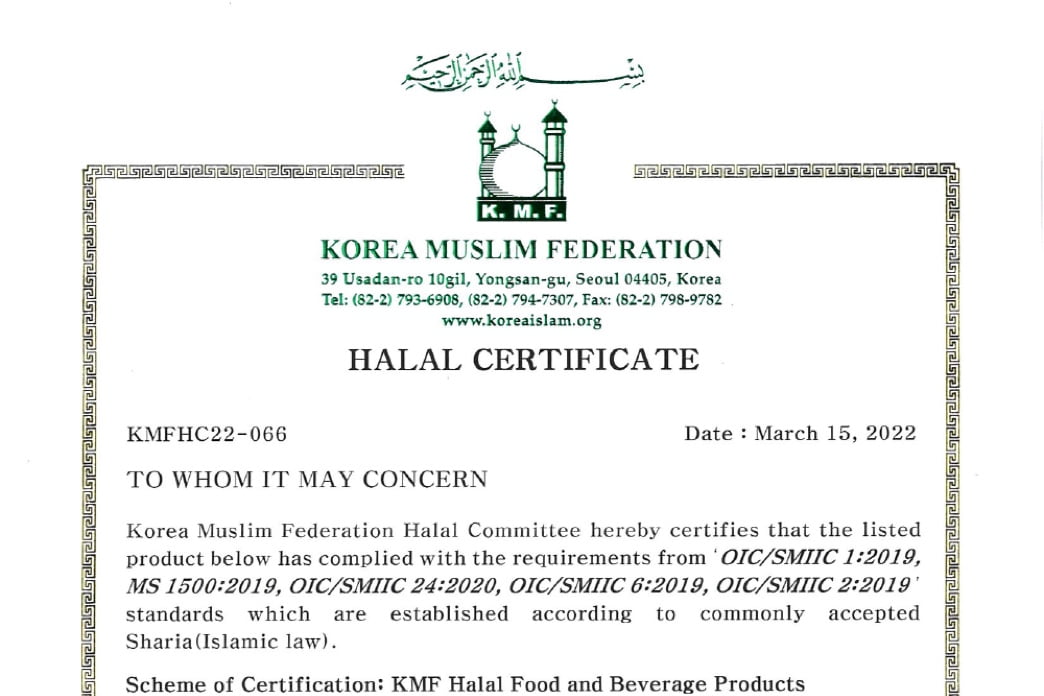 بسم الله الرحمن الرحيم
K. M. F.
KOREA MUSLIM FEDERATION
39 Usadan-ro 10gil, Yongsan-gu, Seoul 04405, Korea
Tel: (82-2) 793-6908, (82-2) 794-7307, Fax: (82-2) 798-9782
www.koreaislam.org
HALAL CERTIFICATE
KMFHC22-066 Date : March 15, 2022
TO WHOM IT MAY CONCERN
Korea Muslim Federation Halal Committee hereby certifies that the listed
product below has complied with the requirements from ‘OIC/SMIIC 1:2019,
MS 1500:2019, OIC/SMIIC 24:2020, OIC/SMIIC 6:2019, OIC/SMIIC 2:2019’
standards which are established according to commonly accepted
Sharia(Islamic law).
Scheme of Certification: KMF Halal Food and Beverage Products